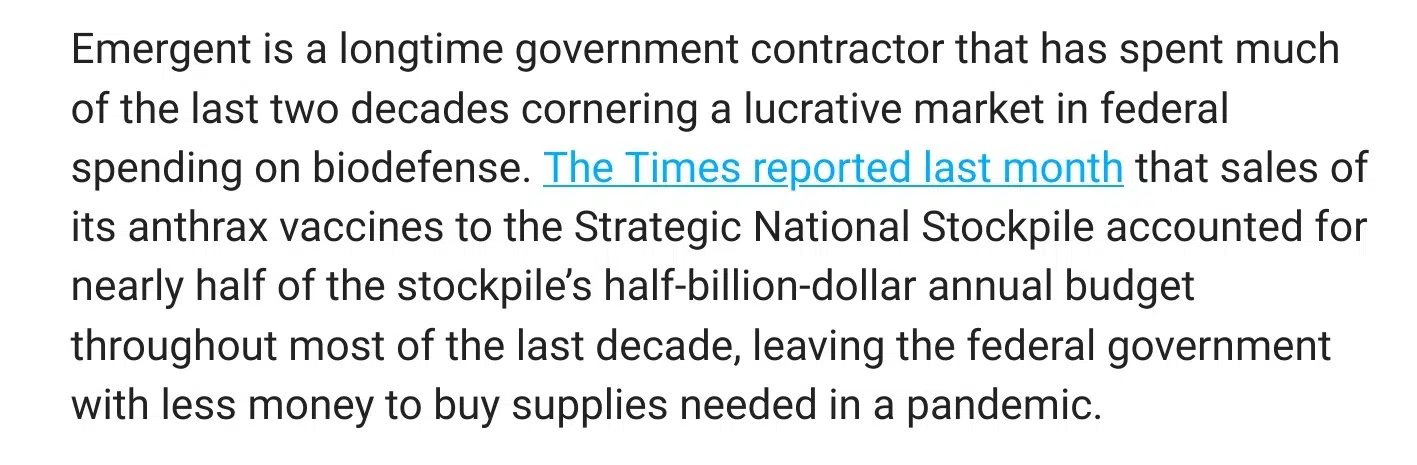 Emergent is a longtime government contractor that has spent much
of the last two decades cornering a lucrative market in federal
spending on biodefense. The Times reported last month that sales of
its anthrax vaccines to the Strategic National Stockpile accounted for
nearly half of the stockpile’s half-billion-dollar annual budget
throughout most of the last decade, leaving the federal government
with less money to buy supplies needed in a pandemic.